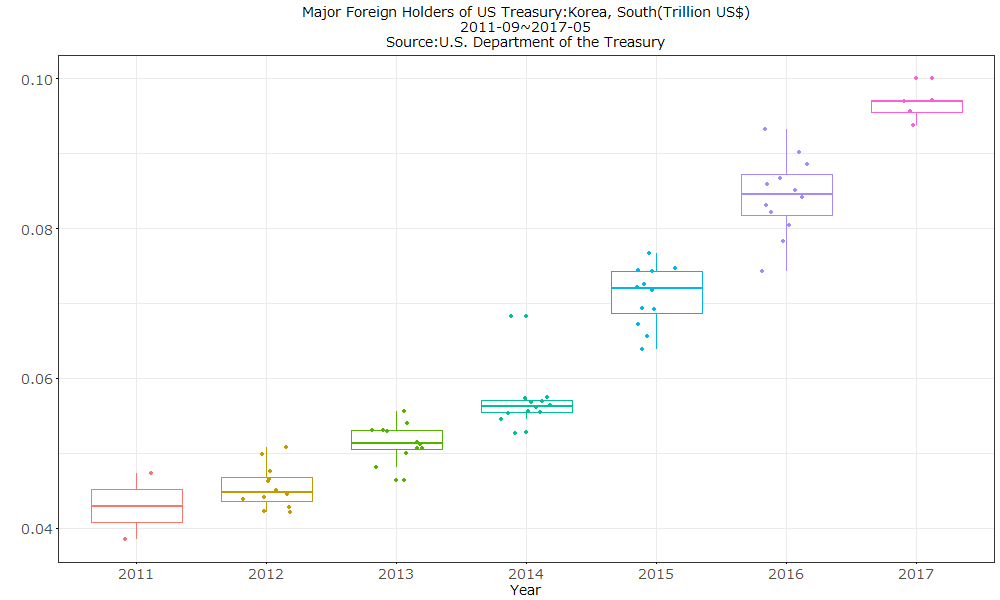 Major Foreign Holders of US Treasury:Korea, South(Trillion US$)
2011-09~2017-05
Source:U.S. Department of the Treasury
0.10
0.08
0.06
0.04
2011 2012 2013 2014 2015 2016 2017
Year